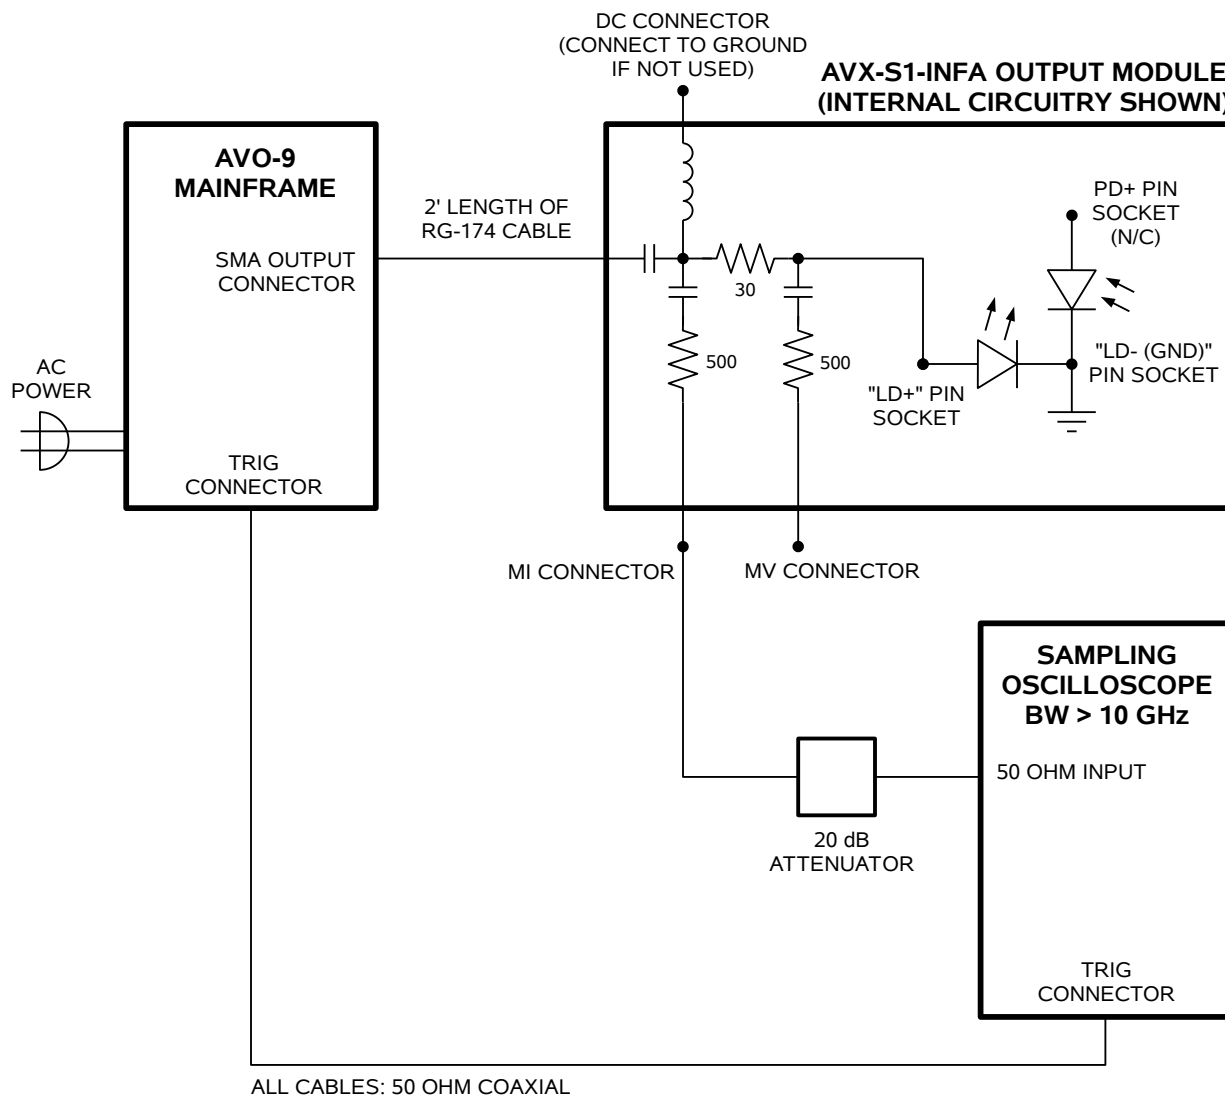 DC CONNECTOR
(CONNECT TO GROUND
IF NOT USED)
AVX-S1-INFA OUTPUT MODULE
(INTERNAL CIRCUITRY SHOWN)
AVO-9
MAINFRAME
2' LENGTH OF
RG-174 CABLE
SMA OUTPUT
CONNECTOR
PD+ PIN
SOCKET
(N/C)
30
500
500
"LD+" PIN
SOCKET
"LD- (GND)"
PIN SOCKET
AC
POWER
TRIG
CONNECTOR
MI CONNECTOR
MV CONNECTOR
SAMPLING
OSCILLOSCOPE
BW > 10 GHz
50 OHM INPUT
20 dB
ATTENUATOR
TRIG
CONNECTOR
ALL CABLES: 50 OHM COAXIAL